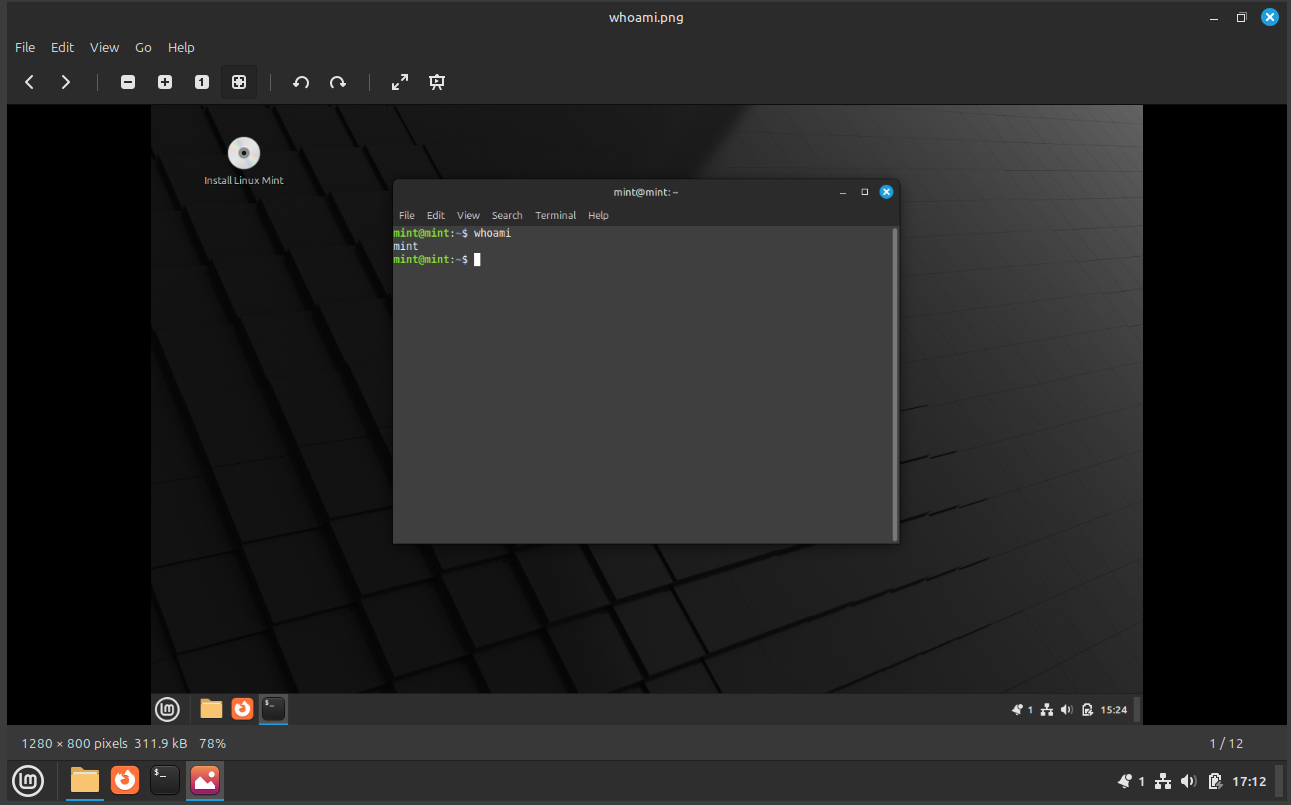 whoami.png
File Edit View Go Help
1
Install Linux Mint
mint@mint: ~
File Edit View Search Terminal Help
mint@mint:~$ whoami
mint
mint@mint:~$
lm $_ 1 15:24
1280 × 800 pixels 311.9 kB 78% 1 / 12
lm $_ 1 17:12